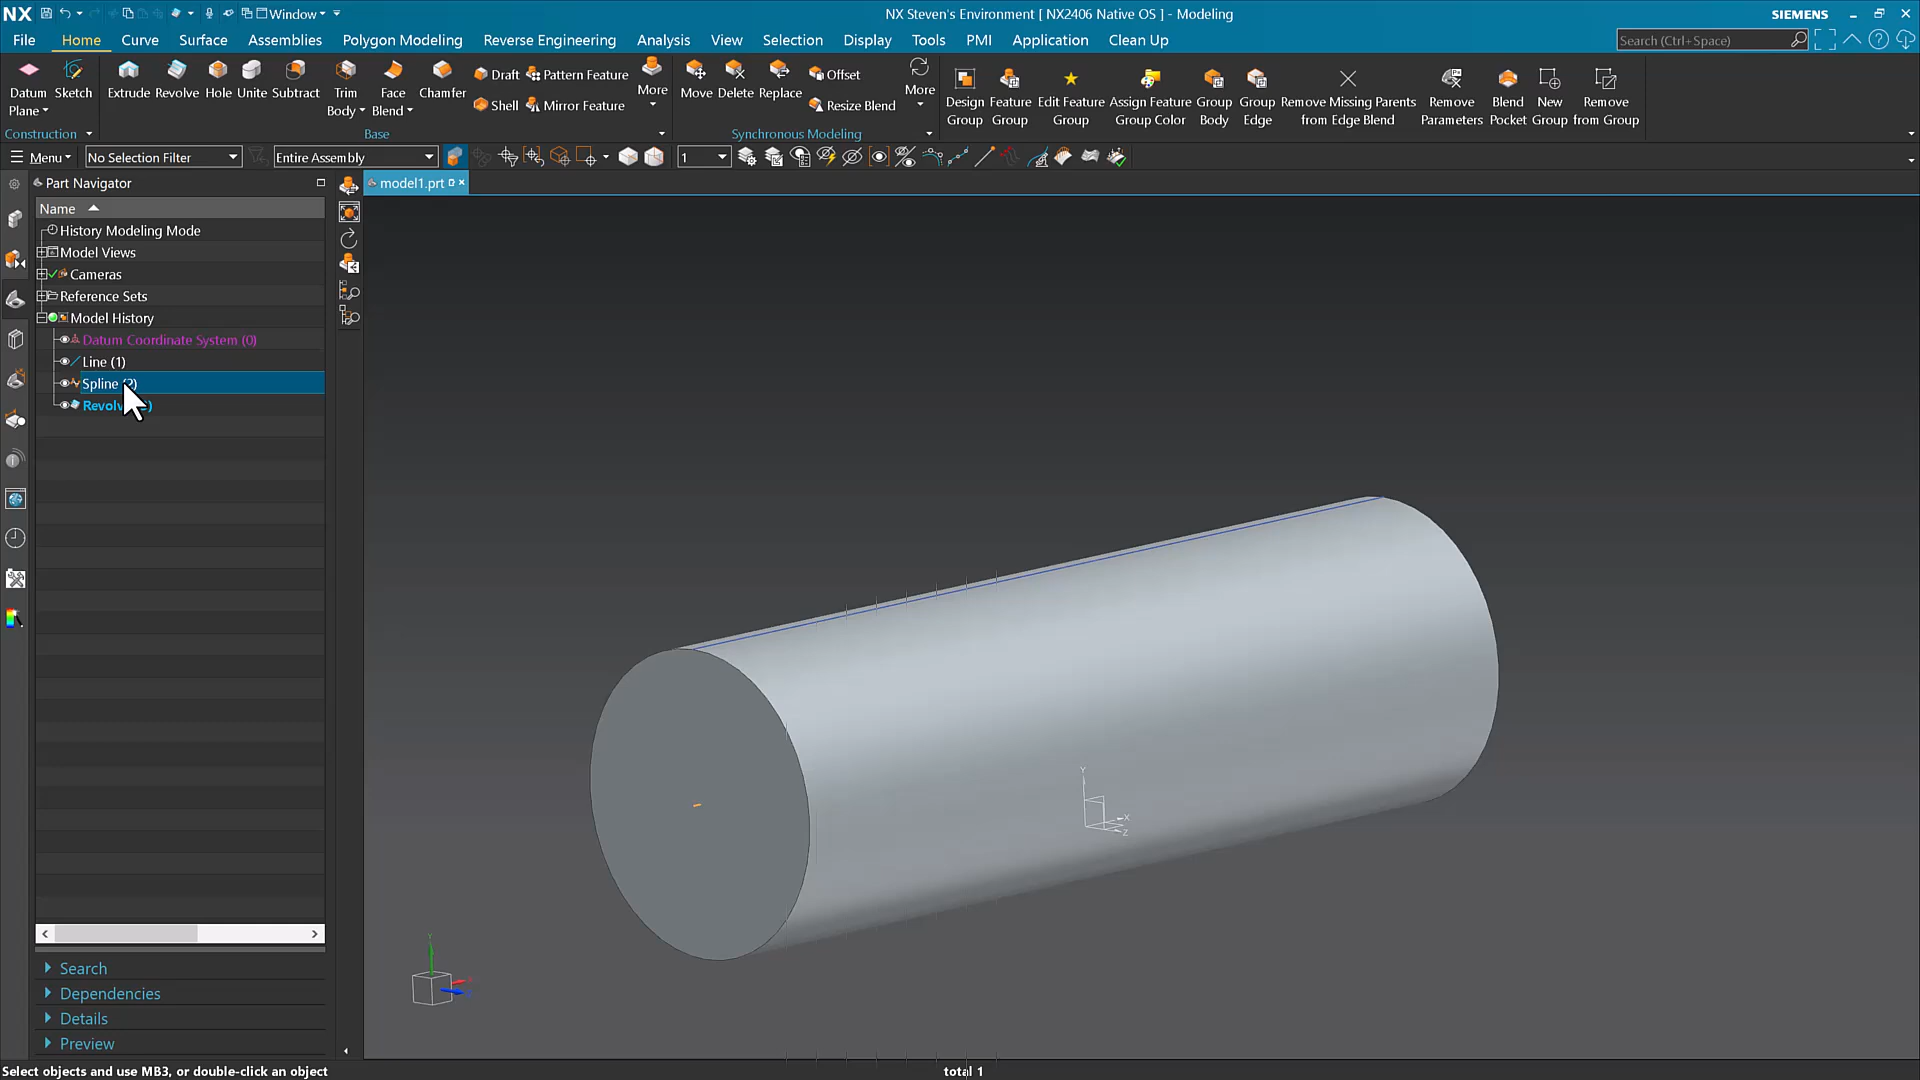 NX
Window
NX Steven's Environment [ NX2406 Native OS ] - Modeling
SIEMENS
File Home Curve Surface Assemblies Polygon Modeling Reverse Engineering Analysis View Selection Display Tools PMI Application Clean Up
Search (Ctrl+Space)
Datum Plane
Sketch
Construction
Extrude Revolve Hole Unite Subtract
Trim Body
Face Blend
Chamfer
Draft Pattern Feature
Shell Mirror Feature
More
Base
Move Delete Replace
Offset
Resize Blend
More
Synchronous Modeling
Design Group
Feature Group
Edit Feature Group
Assign Feature Group Color
Group Body
Group Edge
Remove Missing Parents from Edge Blend
Remove Parameters
Blend Pocket
New Group
Remove from Group
Menu
No Selection Filter
Entire Assembly
1
Part Navigator
model1.prt
Name
History Modeling Mode
Model Views
Cameras
Reference Sets
Model History
Datum Coordinate System (0)
Line (1)
Spline
Y
X
Z
Y
Search
Dependencies
Details
Preview
Select objects and use MB3, or double-click an object
total 1